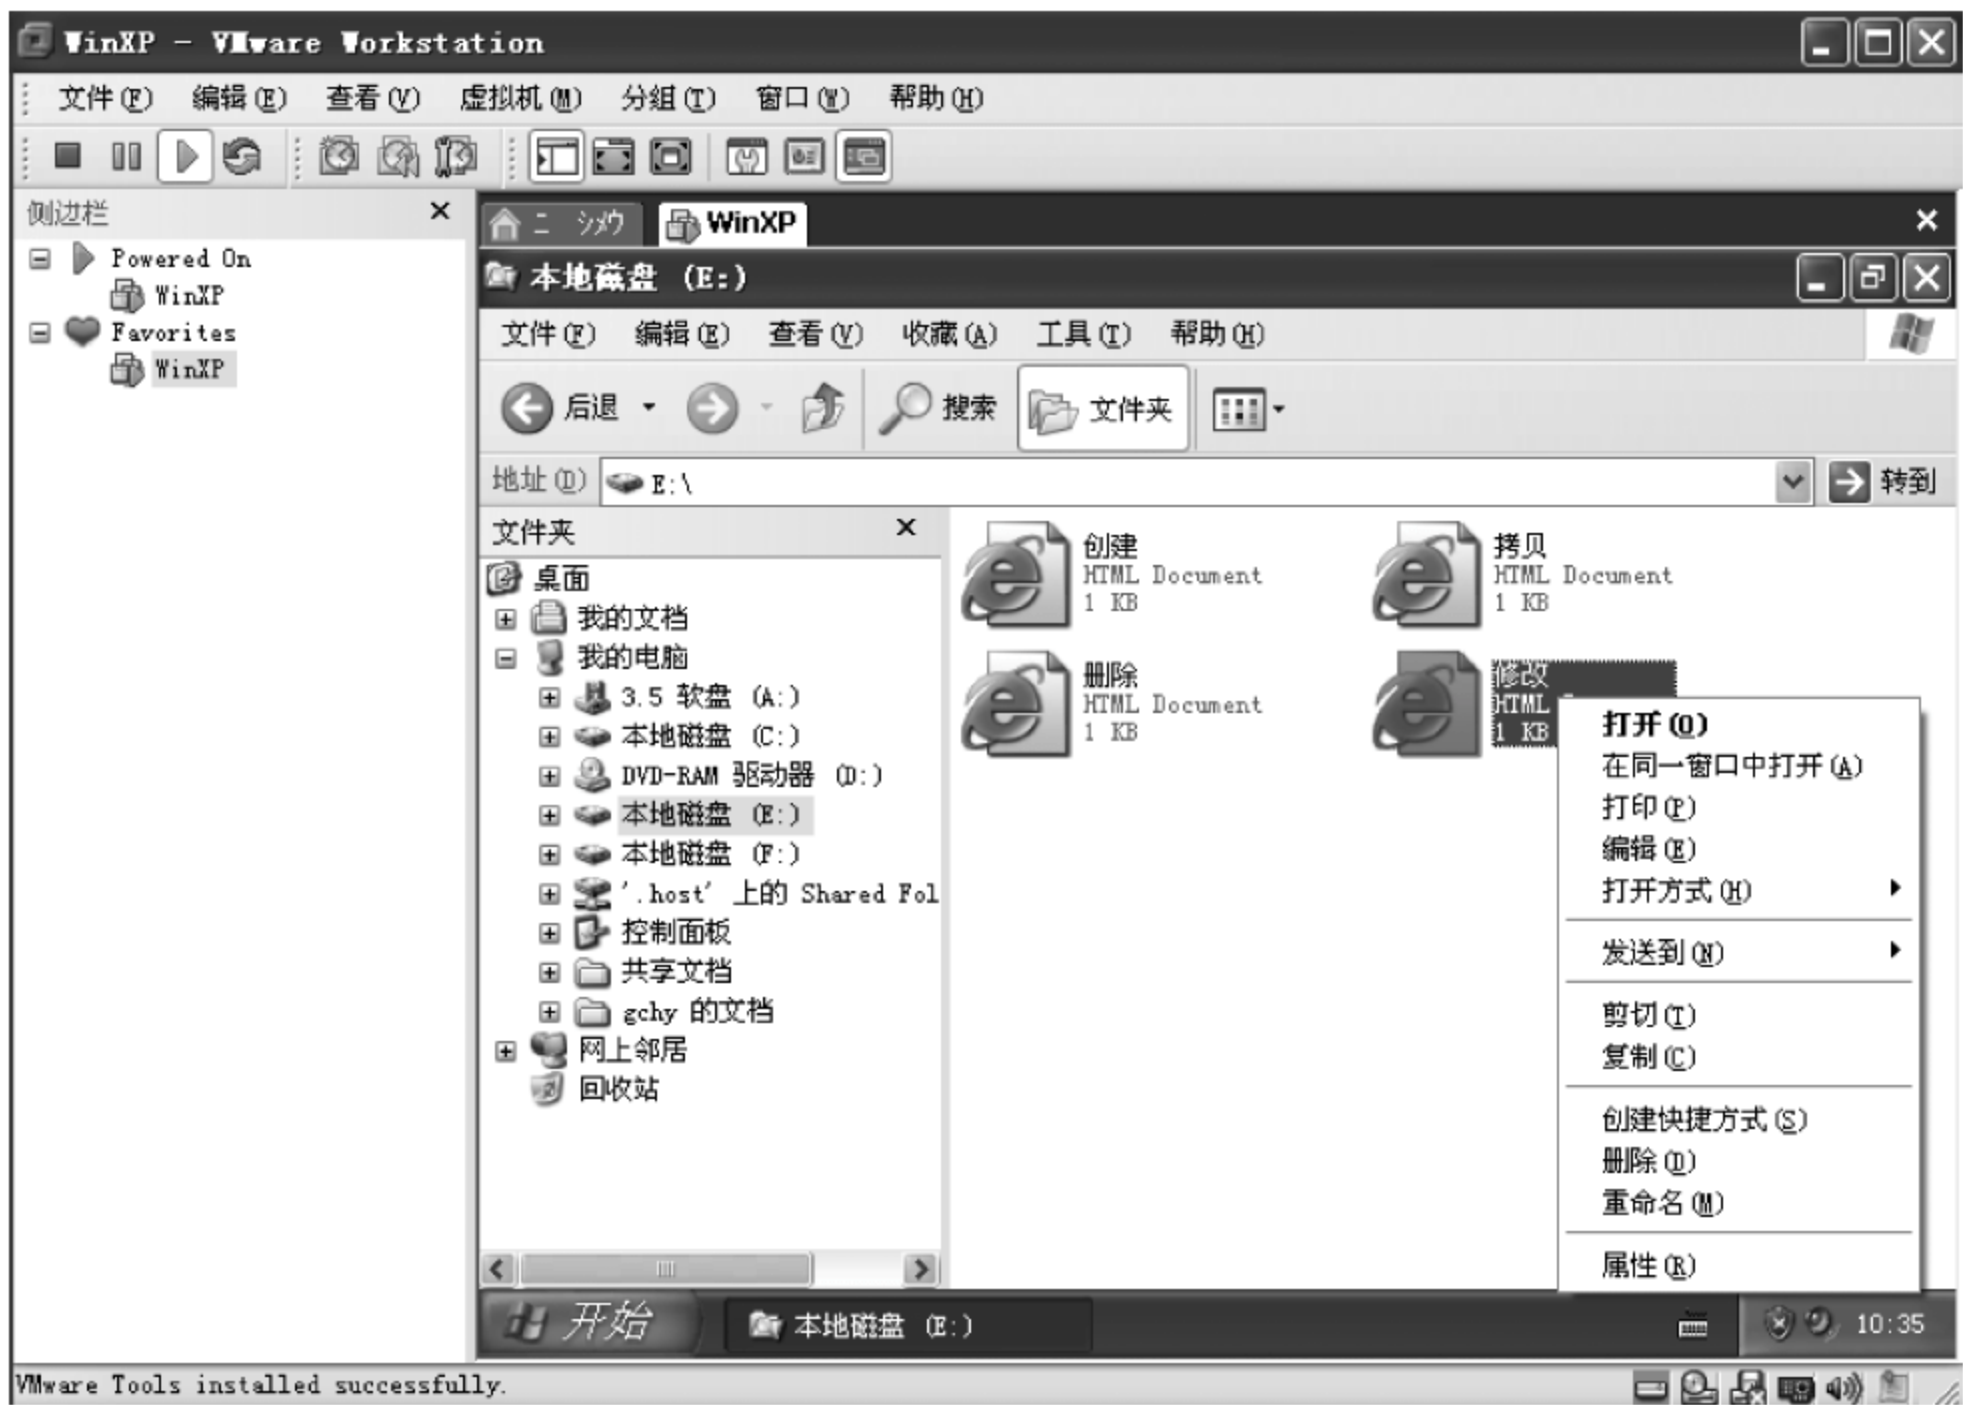 WinXP - VMware Workstation
文件(F) 编辑(E) 查看(V) 虚拟机(M) 分组(T) 窗口(W) 帮助(H)
侧边栏
Powered On
WinXP
Favorites
WinXP
ニ シメウ WinXP
本地磁盘 (E:)
文件(F) 编辑(E) 查看(V) 收藏(A) 工具(T) 帮助(H)
后退 搜索 文件夹
地址(D) E:\ 转到
文件夹
桌面
我的文档
我的电脑
3.5 软盘 (A:)
本地磁盘 (C:)
DVD-RAM 驱动器 (D:)
本地磁盘 (E:)
本地磁盘 (F:)
'.host' 上的 Shared Fol
控制面板
共享文档
gchy 的文档
网上邻居
回收站
创建
HTML Document
1 KB
拷贝
HTML Document
1 KB
删除
HTML Document
1 KB
修改
HTML
1 KB
打开(O)
在同一窗口中打开(A)
打印(P)
编辑(E)
打开方式(H)
发送到(N)
剪切(T)
复制(C)
创建快捷方式(S)
删除(D)
重命名(M)
属性(R)
开始 本地磁盘 (E:) 10:35
VMware Tools installed successfully.